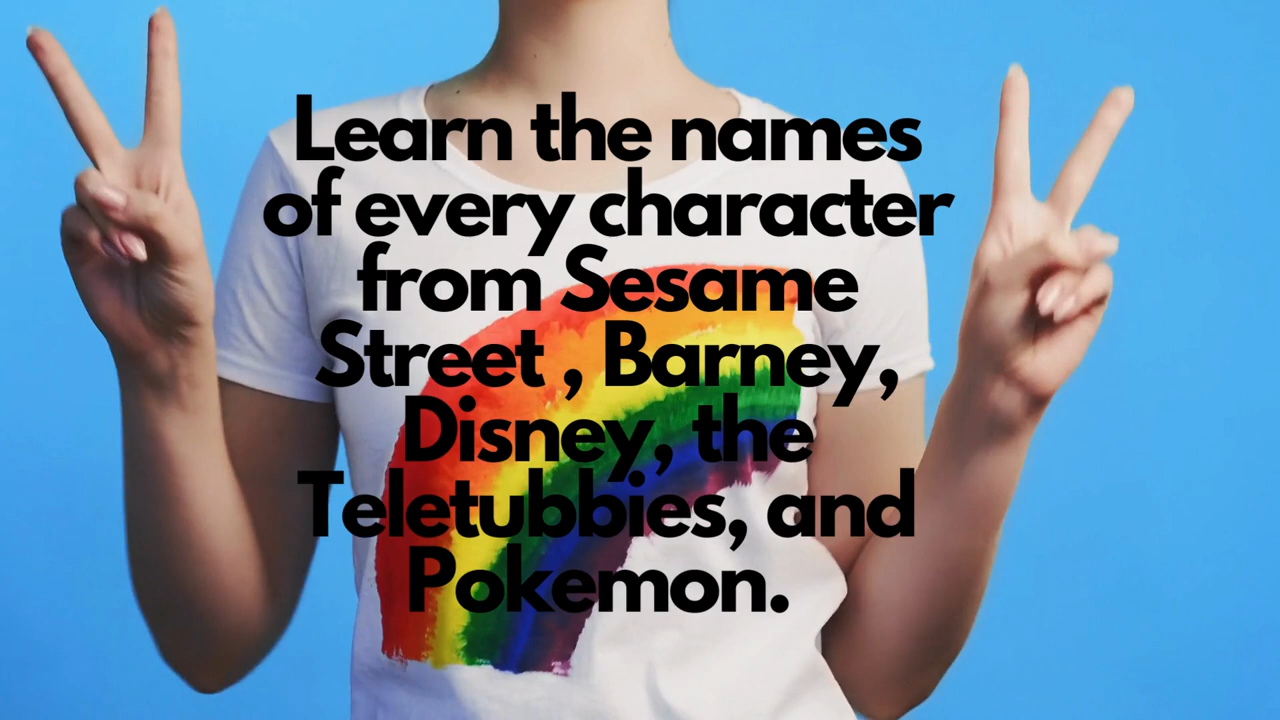 Learn the names
of every character
from Sesame
Street , Barney,
Disney, the
Teletubbies, and
Pokemon.